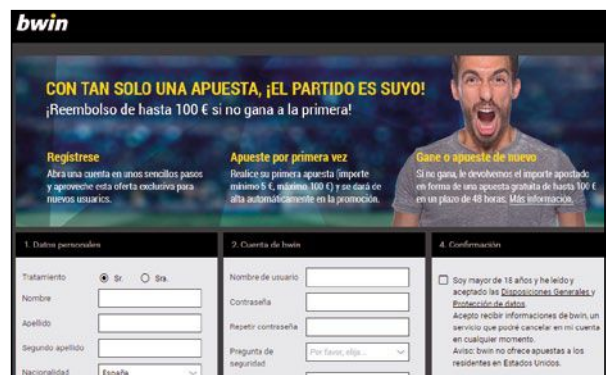 bwin
CON TAN SOLO UNA APUESTA, ¡EL PARTIDO ES SUYO!
¡Reembolso de hasta 100 € si no gana a la primera!
Regístrese
Abra una cuenta en unos sencillos pasos
y aproveche esta oferta exclusiva para
nuevos usuarios.
Apueste por primera vez
Realice su primera apuesta (importe
mínimo 5 €, máximo 100 €) y se dará de
alta automáticamente en la promoción.
Gane o apueste de nuevo
Si no gana, le devolvemos el importe apostado
en forma de una apuesta gratuita de hasta 100 €
en un plazo de 48 horas. Más información.
1. Datos personales
Tratamiento Sr. Sra.
Nombre
Apellido
Segundo apellido
Nacionalidad España
2. Cuenta de bwin
Nombre de usuario
Contraseña
Repetir contraseña
Pregunta de
seguridad
Por favor, elija...
4. Confirmación
Soy mayor de 18 años y he leído y
aceptado las Disposiciones Generales y
Protección de datos.
Acepto recibir informaciones de bwin, un
servicio que podré cancelar en mi cuenta
en cualquier momento.
Aviso: bwin no ofrece apuestas a los
residentes en Estados Unidos.